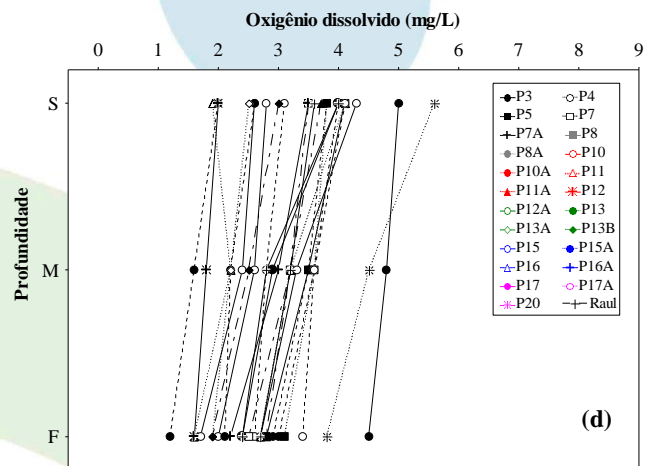 Oxigênio dissolvido (mg/L)
0 1 2 3 4 5 6 7 8 9
S
M
F
Profundidade
P3 P4
P5 P7
P7A P8
P8A P10
P10A P11
P11A P12
P12A P13
P13A P13B
P15 P15A
P16 P16A
P17 P17A
P20 Raul
(d)